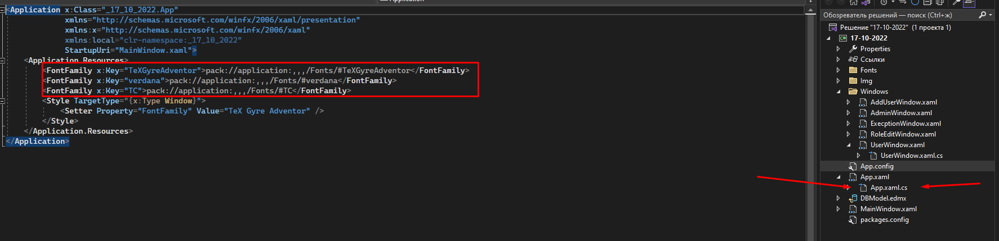 Application
<Application x:Class="_17_10_2022.App"
xmlns="http://schemas.microsoft.com/winfx/2006/xaml/presentation"
xmlns:x="http://schemas.microsoft.com/winfx/2006/xaml"
xmlns:local="clr-namespace:_17_10_2022"
StartupUri="MainWindow.xaml">
<Application.Resources>
<FontFamily x:Key="TeXGyreAdventor">pack://application:,,,/Fonts/#TeXGyreAdventor</FontFamily>
<FontFamily x:Key="verdana">pack://application:,,,/Fonts/#verdana</FontFamily>
<FontFamily x:Key="TC">pack://application:,,,/Fonts/#TC</FontFamily>
<Style TargetType="{x:Type Window}">
<Setter Property="FontFamily" Value="TeX Gyre Adventor" />
</Style>
</Application.Resources>
</Application>
Обозреватель решений — поиск (Ctrl+ж)
Решение "17-10-2022" (1 проекта 1)
C# 17-10-2022
Properties
Ссылки
Fonts
Img
Windows
AddUserWindow.xaml
AdminWindow.xaml
ExecptionWindow.xaml
RoleEditWindow.xaml
UserWindow.xaml
UserWindow.xaml.cs
App.config
App.xaml
App.xaml.cs
DBModel.edmx
MainWindow.xaml
packages.config